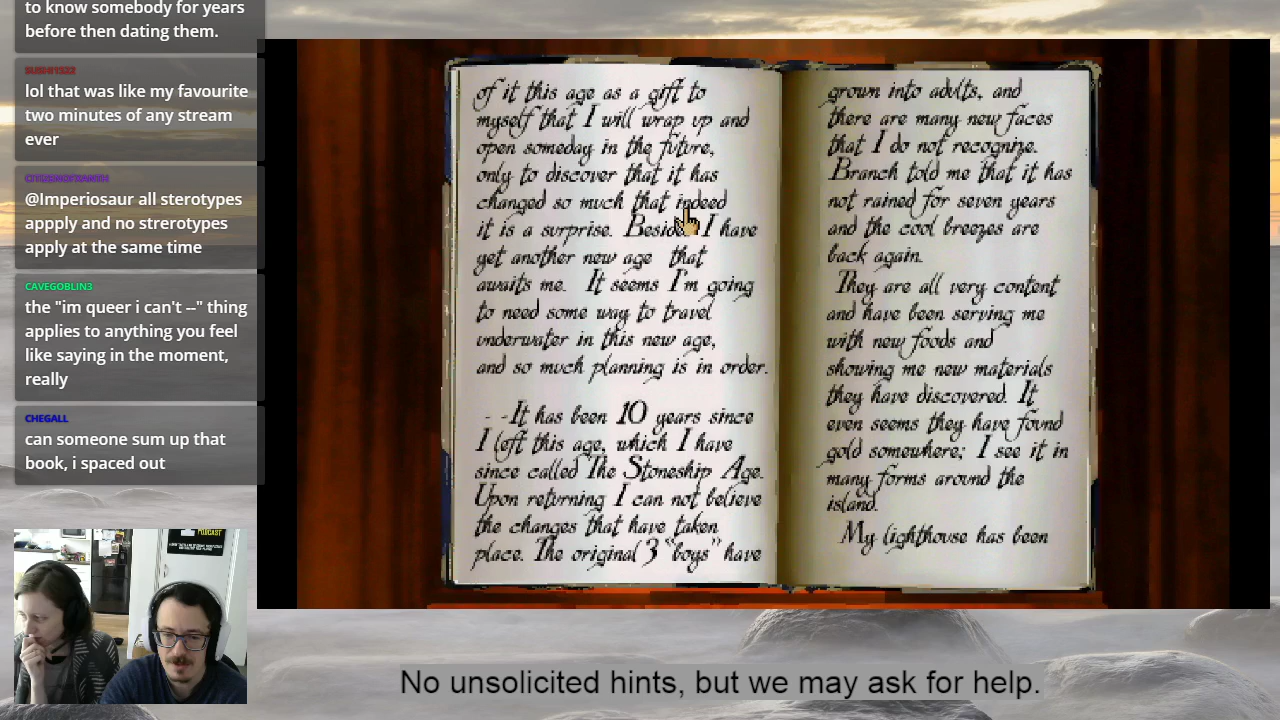 to know somebody for years
before then dating them.
lol that was like my favourite
two minutes of any stream
ever
@Imperiosaur all sterotypes
appply and no strerotypes
apply at the same time
CAVEGOBLIN3
the "im queer i can't --" thing
applies to anything you feel
like saying in the moment,
really
CHEGALL
can someone sum up that
book, i spaced out
of it this age as a gift to
myself that I will wrap up and
open someday in the future,
only to discover that it has
changed so much that indeed
it is a surprise. Beside I have
yet another new age that
awaits me. It seems I'm going
to need some way to travel
underwater in this new age,
and so much planning is in order.
- -It has been 10 years since
I left this age, which I have
since called The Stoneship Age.
Upon returning I can not believe
the changes that have taken
place. The original 3 "boys" have
grown into adults, and
there are many new faces
that I do not recognize.
Branch told me that it has
not rained for seven years
and the cool breezes are
back again.
They are all very content
and have been serving me
with new foods and
showing me new materials
they have discovered. It
even seems they have found
gold somewhere; I see it in
many forms around the
island.
My lighthouse has been
PODCAST
No unsolicited hints, but we may ask for help.